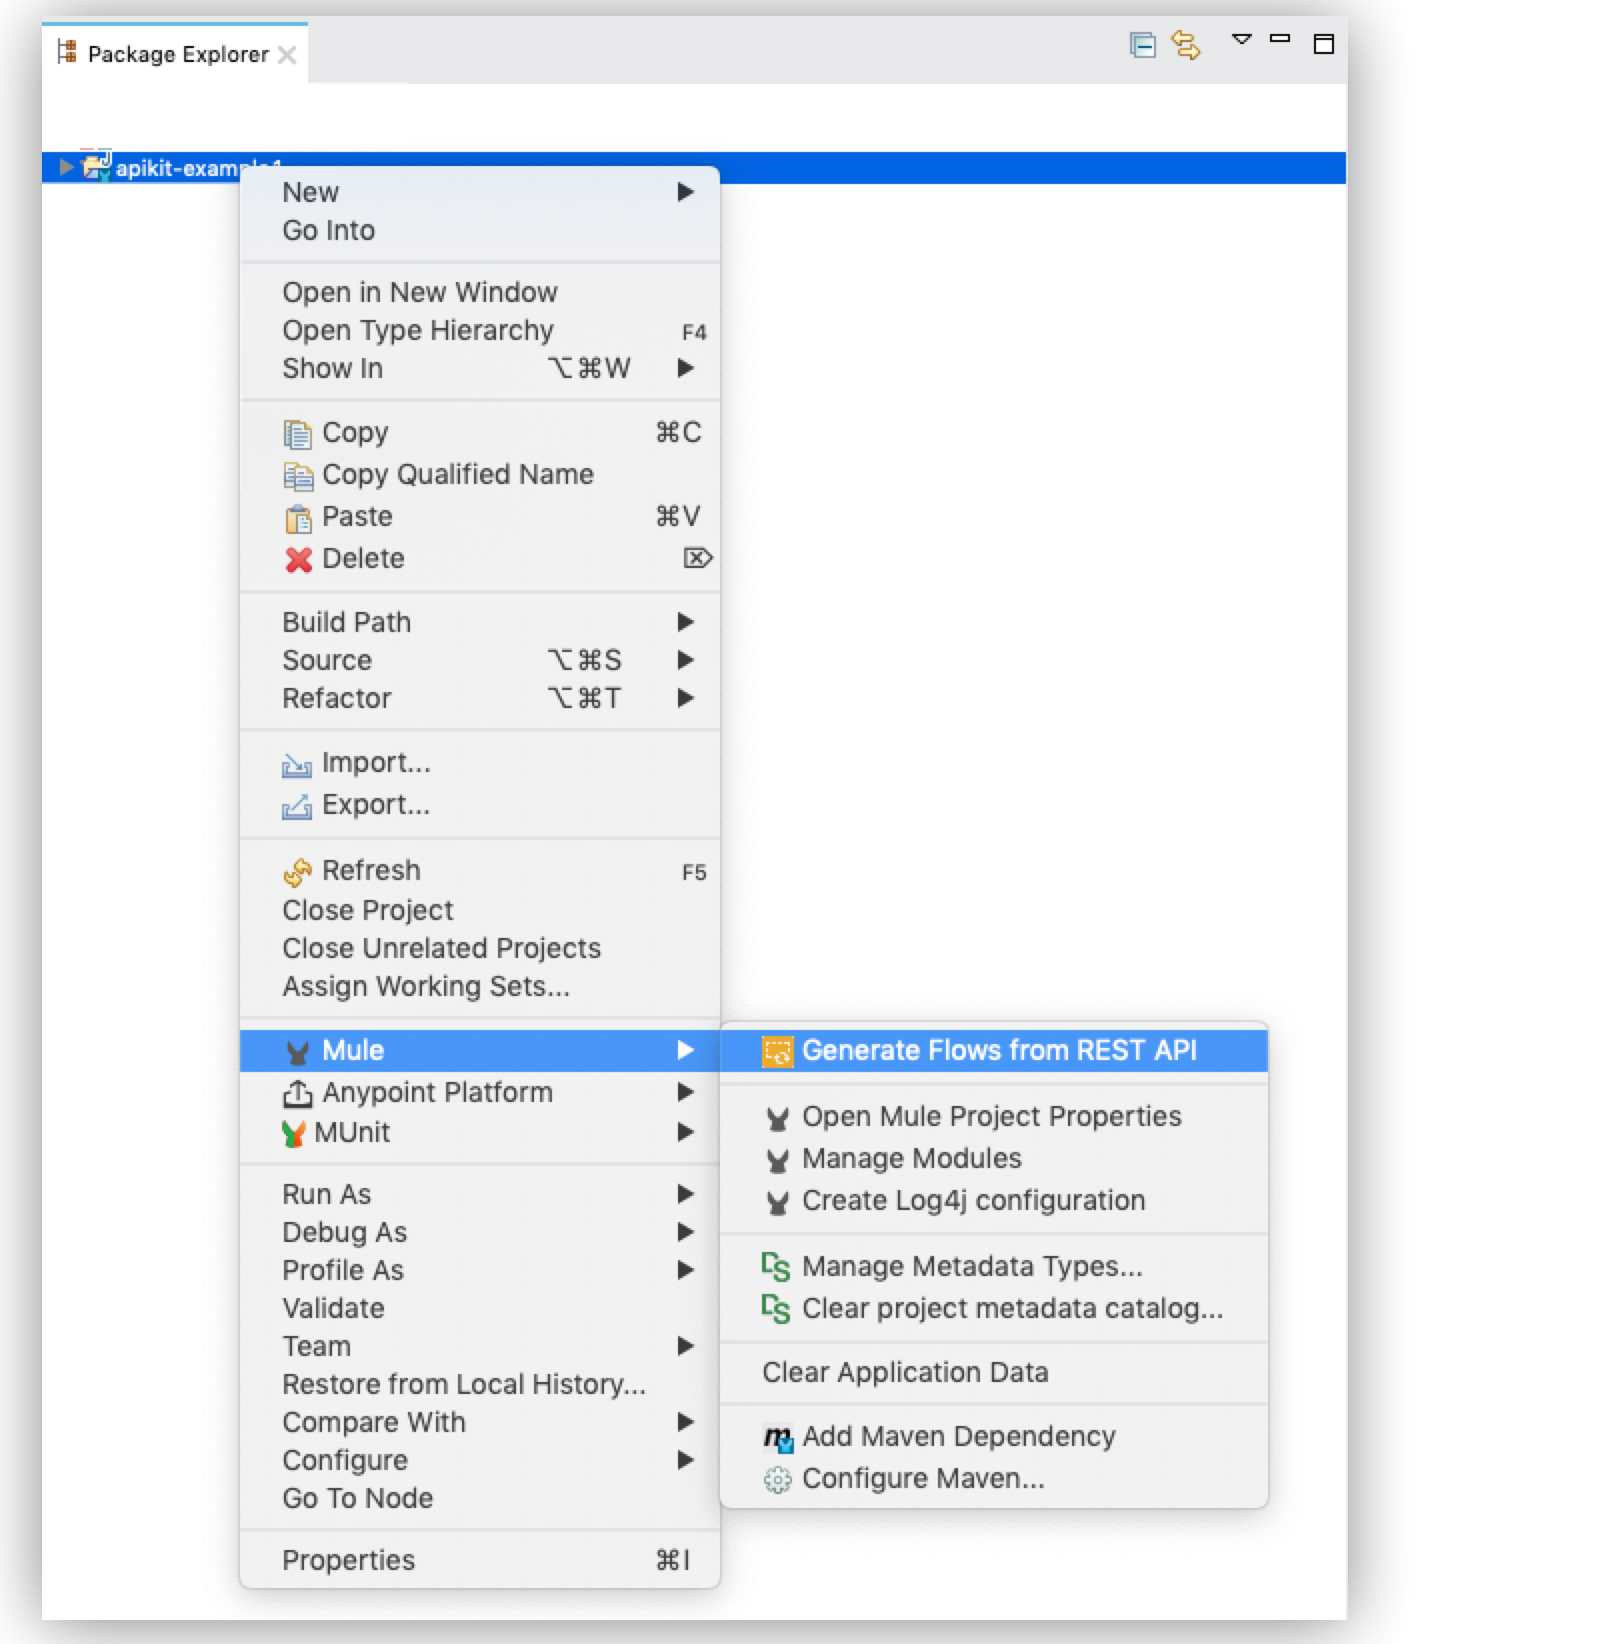 Package Explorer
apikit-example1
New
Go Into
Open in New Window
Open Type Hierarchy F4
Show In ⌥⌘W
Copy ⌘C
Copy Qualified Name
Paste ⌘V
Delete ⌦
Build Path
Source ⌥⌘S
Refactor ⌥⌘T
Import...
Export...
Refresh F5
Close Project
Close Unrelated Projects
Assign Working Sets...
Mule
Generate Flows from REST API
Anypoint Platform
Open Mule Project Properties
MUnit
Manage Modules
Run As
Create Log4j configuration
Debug As
Profile As
Manage Metadata Types...
Validate
Clear project metadata catalog...
Team
Restore from Local History...
Clear Application Data
Compare With
Add Maven Dependency
Configure
Configure Maven...
Go To Node
Properties ⌘I